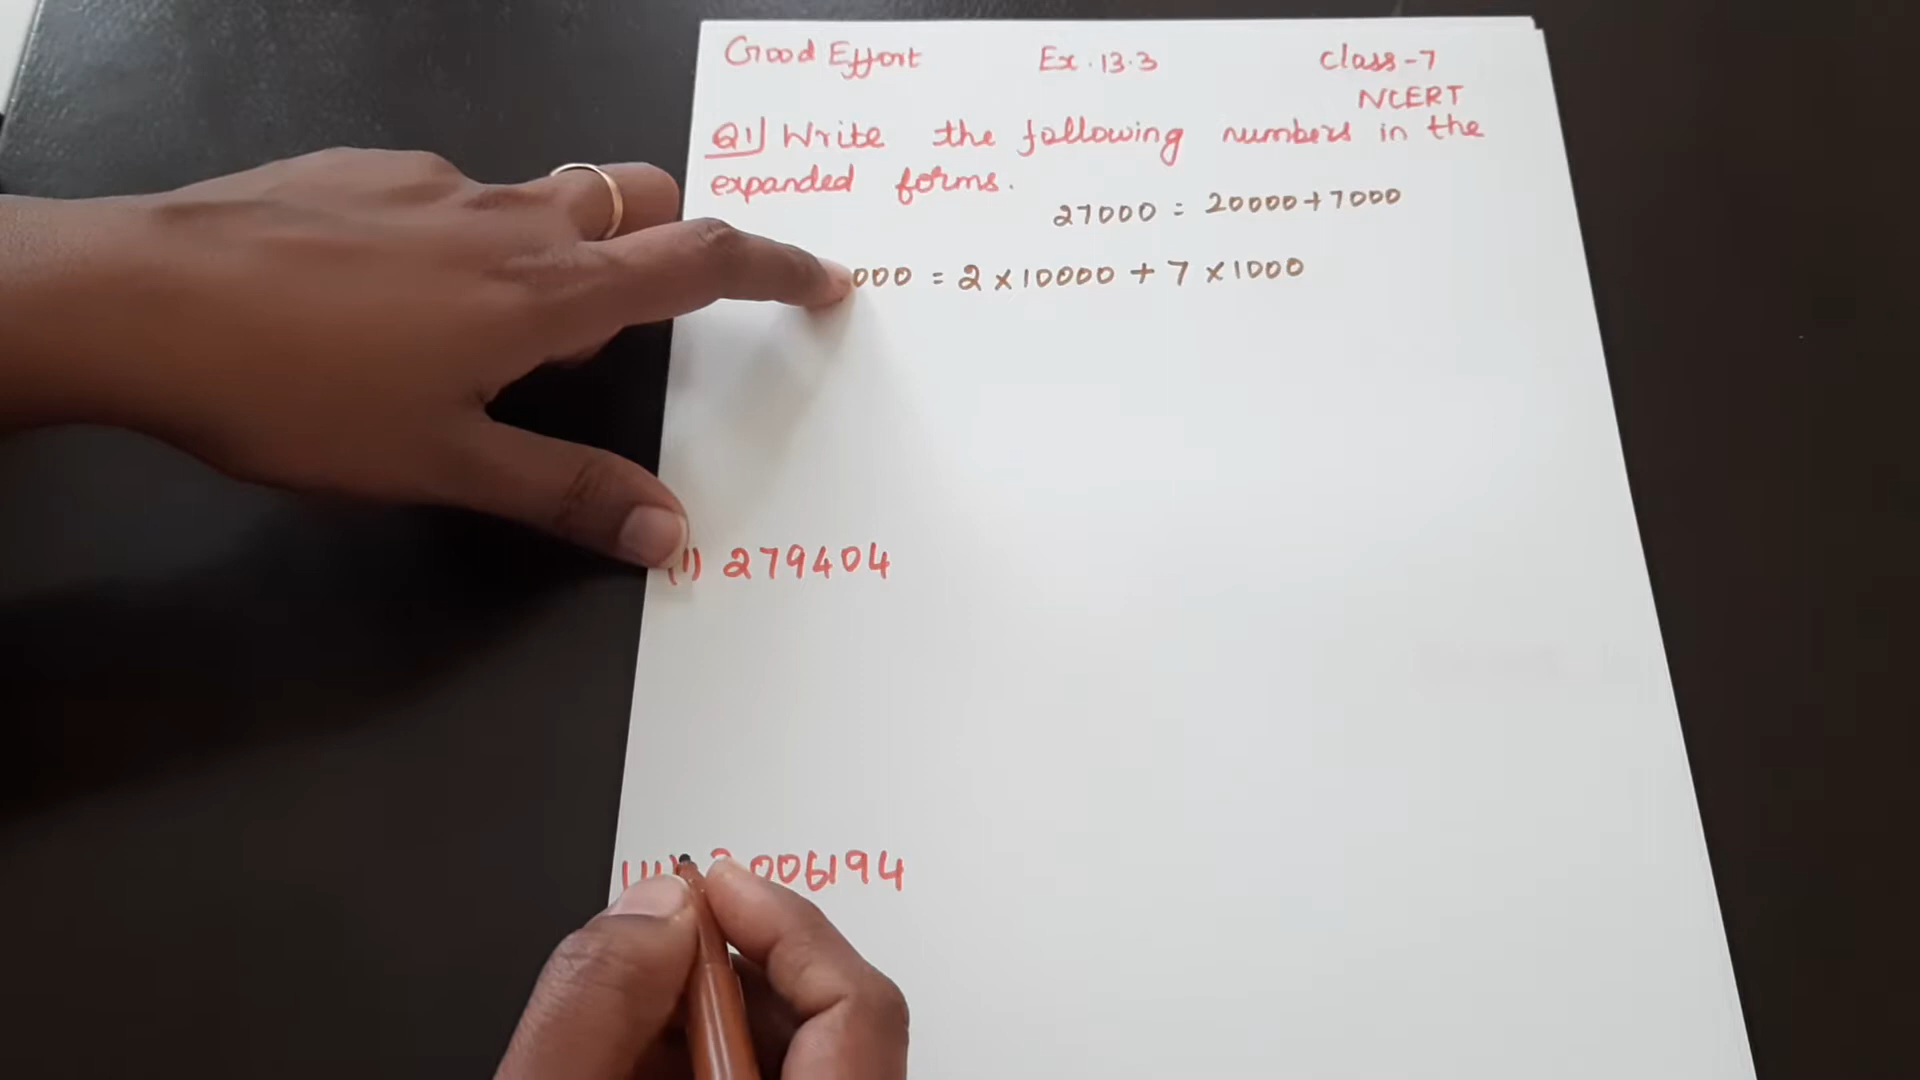 Good Effort Ex. 13.3 Class-7
NCERT
Q1) Write the following numbers in the
expanded forms.
27000 = 20000+7000
000 = 2 × 10000 + 7 × 1000
(i) 279404
006194